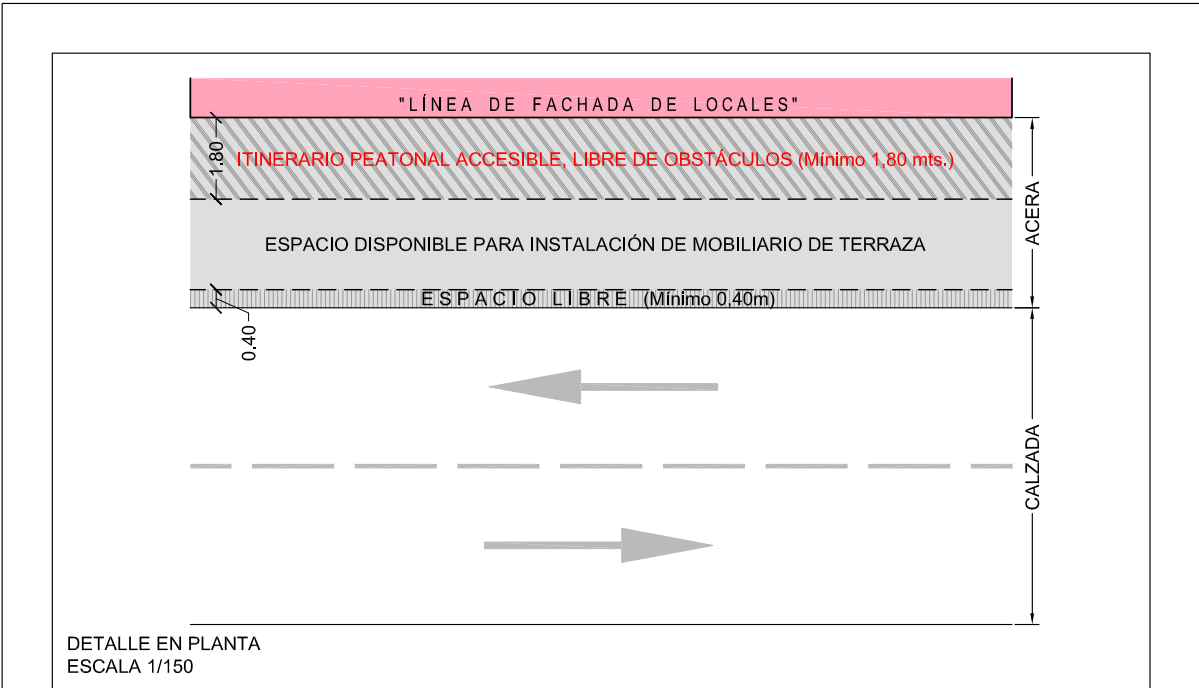 "LÍNEA DE FACHADA DE LOCALES"
1.80
ITINERARIO PEATONAL ACCESIBLE, LIBRE DE OBSTÁCULOS (Mínimo 1,80 mts.)
ACERA
ESPACIO DISPONIBLE PARA INSTALACIÓN DE MOBILIARIO DE TERRAZA
ESPACIO LIBRE (Mínimo 0,40m)
0.40
CALZADA
DETALLE EN PLANTA
ESCALA 1/150